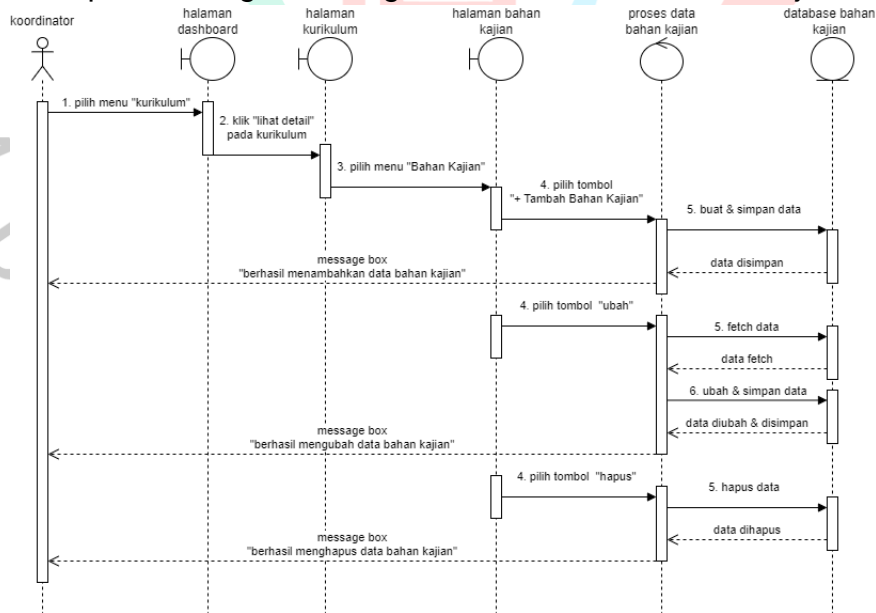 koordinator
halaman
dashboard
halaman
kurikulum
halaman bahan
kajian
proses data
bahan kajian
database bahan
kajian
1. pilih menu "kurikulum"
2. klik "lihat detail"
pada kurikulum
3. pilih menu "Bahan Kajian"
4. pilih tombol
"+ Tambah Bahan Kajian"
5. buat & simpan data
data disimpan
message box
"berhasil menambahkan data bahan kajian"
4. pilih tombol "ubah"
5. fetch data
data fetch
6. ubah & simpan data
data diubah & disimpan
message box
"berhasil mengubah data bahan kajian"
4. pilih tombol "hapus"
5. hapus data
data dihapus
message box
"berhasil menghapus data bahan kajian"